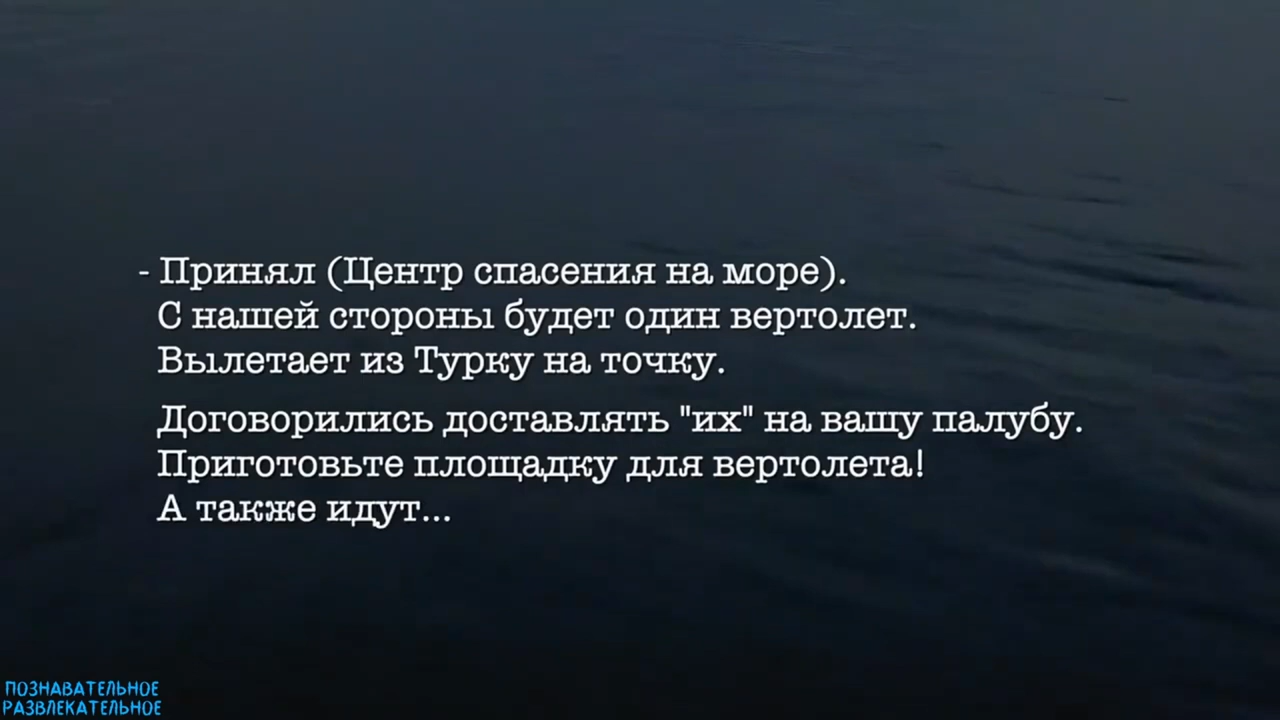 - Принял (Центр спасения на море).
С нашей стороны будет один вертолет.
Вылетает из Турку на точку.
Договорились доставлять "их" на вашу палубу.
Приготовьте площадку для вертолета!
А также идут...
ПОЗНАВАТЕЛЬНОЕ
РАЗВЛЕКАТЕЛЬНОЕ